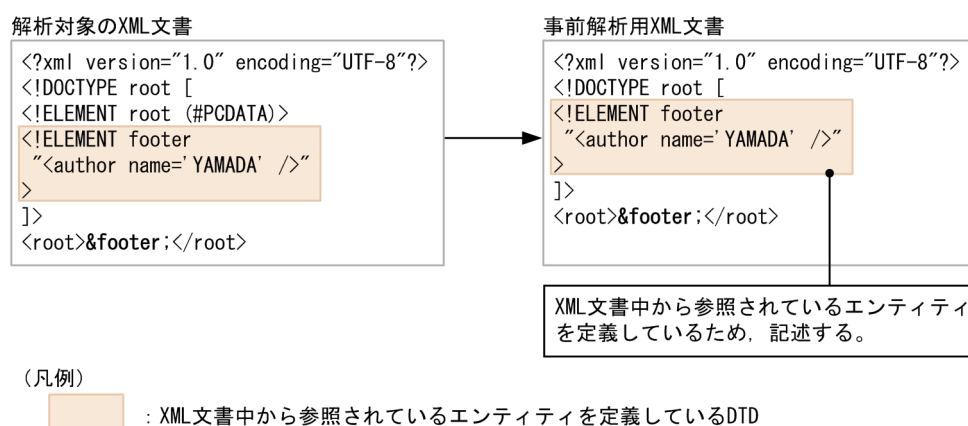 解析対象のXML文書
<?xml version="1.0" encoding="UTF-8"?>
<!DOCTYPE root [
<!ELEMENT root (#PCDATA)>
<!ELEMENT footer
"<author name='YAMADA' />"
>
]>
<root>&footer;</root>
事前解析用XML文書
<?xml version="1.0" encoding="UTF-8"?>
<!DOCTYPE root [
<!ELEMENT footer
"<author name='YAMADA' />"
>
]>
<root>&footer;</root>
XML文書中から参照されているエンティティ
を定義しているため，記述する。
（凡例）
：XML文書中から参照されているエンティティを定義しているDTD